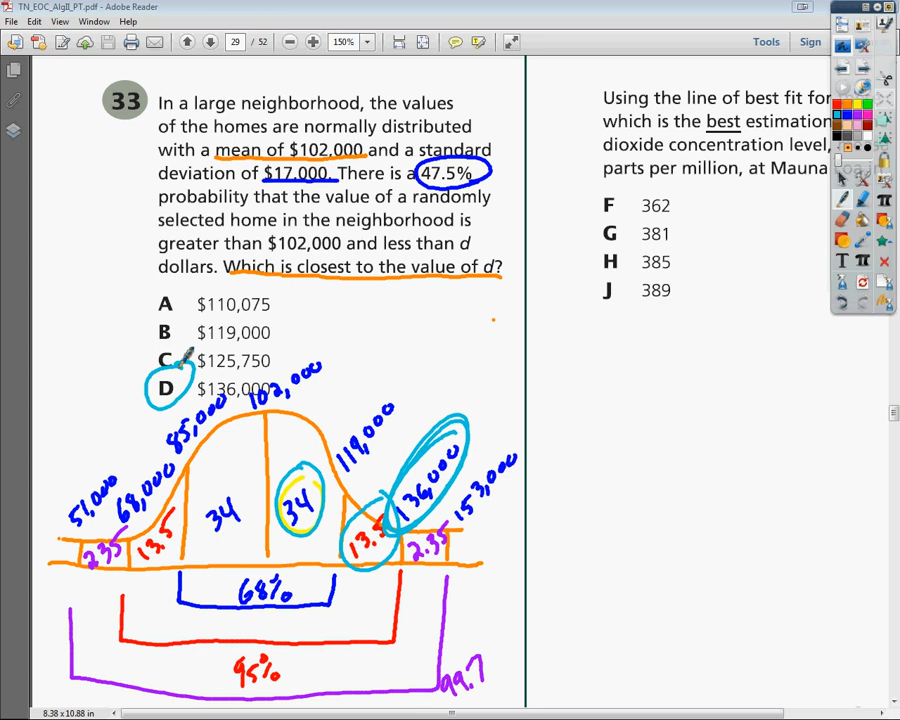 TN_EOC_AlgII_PT.pdf - Adobe Reader
File Edit View Window Help
29 / 52 150% Tools Sign
33 In a large neighborhood, the values
of the homes are normally distributed
with a mean of $102,000 and a standard
deviation of $17,000. There is a 47.5%
probability that the value of a randomly
selected home in the neighborhood is
greater than $102,000 and less than d
dollars. Which is closest to the value of d?
A $110,075
B $119,000
C $125,750
D $136,000
51,000 68,000 85,000 102,000 119,000 136,000 153,000
2.35 13.5 34 34 13.5 2.35
68%
95%
99.7
Using the line of best fit for
which is the best estimation
dioxide concentration level,
parts per million, at Mauna
F 362
G 381
H 385
J 389
8.38 x 10.88 in